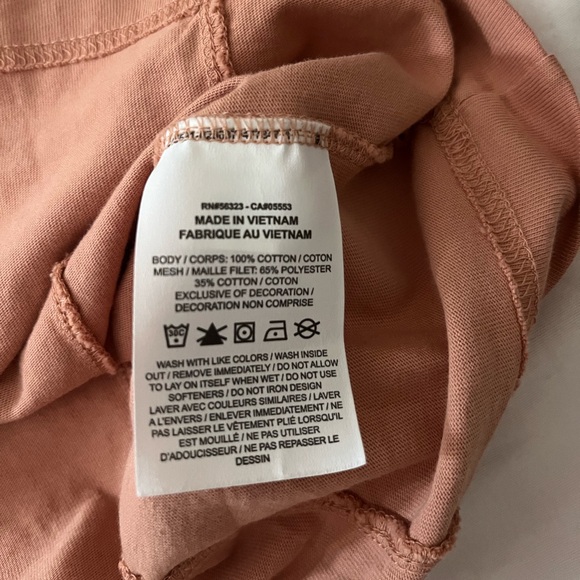 RN#56323 - CA#05553
MADE IN VIETNAM
FABRIQUE AU VIETNAM
BODY / CORPS: 100% COTTON / COTON
MESH / MAILLE FILET: 65% POLYESTER
35% COTTON / COTON
EXCLUSIVE OF DECORATION /
DECORATION NON COMPRISE
WASH WITH LIKE COLORS / WASH INSIDE
OUT / REMOVE IMMEDIATELY / DO NOT ALLOW
TO LAY ON ITSELF WHEN WET / DO NOT USE
SOFTENERS / DO NOT IRON DESIGN
LAVER AVEC COULEURS SIMILAIRES / LAVER
A L'ENVERS / ENLEVER IMMEDIATEMENT / NE
PAS LAISSER LE VÊTEMENT PLIÉ LORSQU'IL
EST MOUILLÉ / NE PAS UTILISER
D'ADOUCISSEUR / NE PAS REPASSER LE
DESSIN